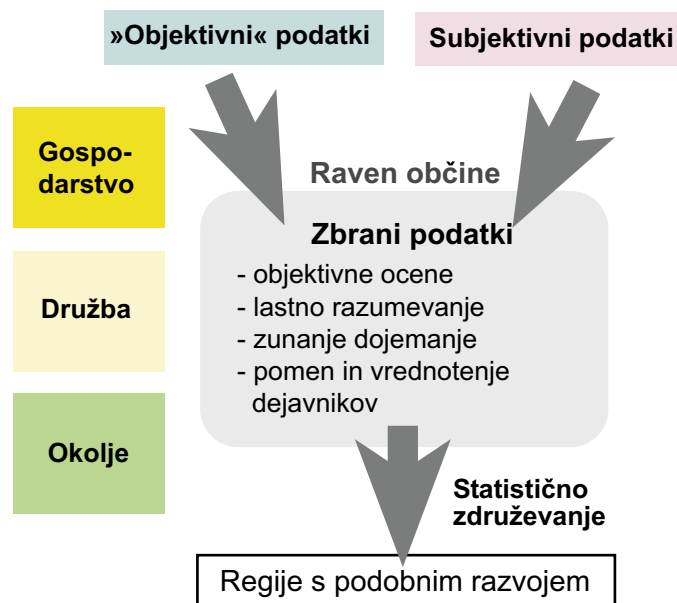 »Objektivni« podatki
Subjektivni podatki
Gospo-
darstvo
Raven občine
Zbrani podatki
- objektivne ocene
- lastno razumevanje
- zunanje dojemanje
- pomen in vrednotenje
dejavnikov
Družba
Okolje
Statistično
združevanje
Regije s podobnim razvojem